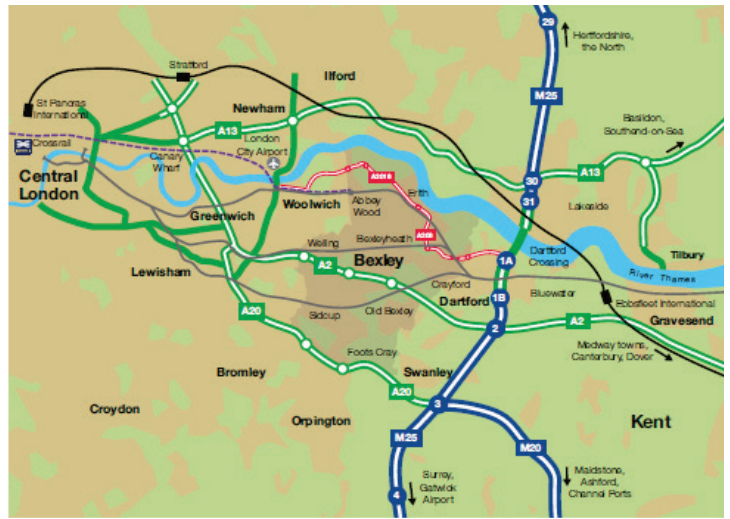 29
Hertfordshire,
the North
Stratford
Ilford
M25
St Pancras
International
Newham
A13
London
City Airport
Basildon,
Southend-on-Sea
Crossrail
Canary
Wharf
Central
London
A2016
30
A13
31
Erith
Abbey
Wood
Woolwich
Greenwich
Lakeside
A206
Bexleyheath
Welling
Dartford
Crossing
Tilbury
A2
Bexley
1A
Lewisham
River Thames
Crayford
Dartford
1B
Bluewater
Ebbsfleet International
A20
Sidcup
Old Bexley
2
A2
Gravesend
Foots Cray
Medway towns,
Canterbury, Dover
Bromley
Swanley
A20
3
Croydon
Orpington
Kent
M25
M20
Surrey,
Gatwick
Airport
4
Maidstone,
Ashford,
Channel Ports